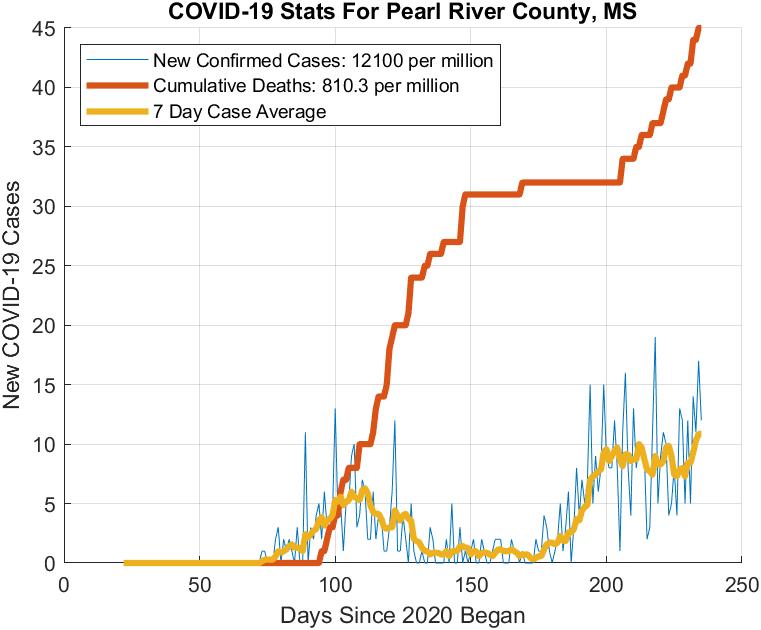 COVID-19 Stats For Pearl River County, MS
New Confirmed Cases: 12100 per million
Cumulative Deaths: 810.3 per million
7 Day Case Average
New COVID-19 Cases
45
40
35
30
25
20
15
10
5
0
0 50 100 150 200 250
Days Since 2020 Began